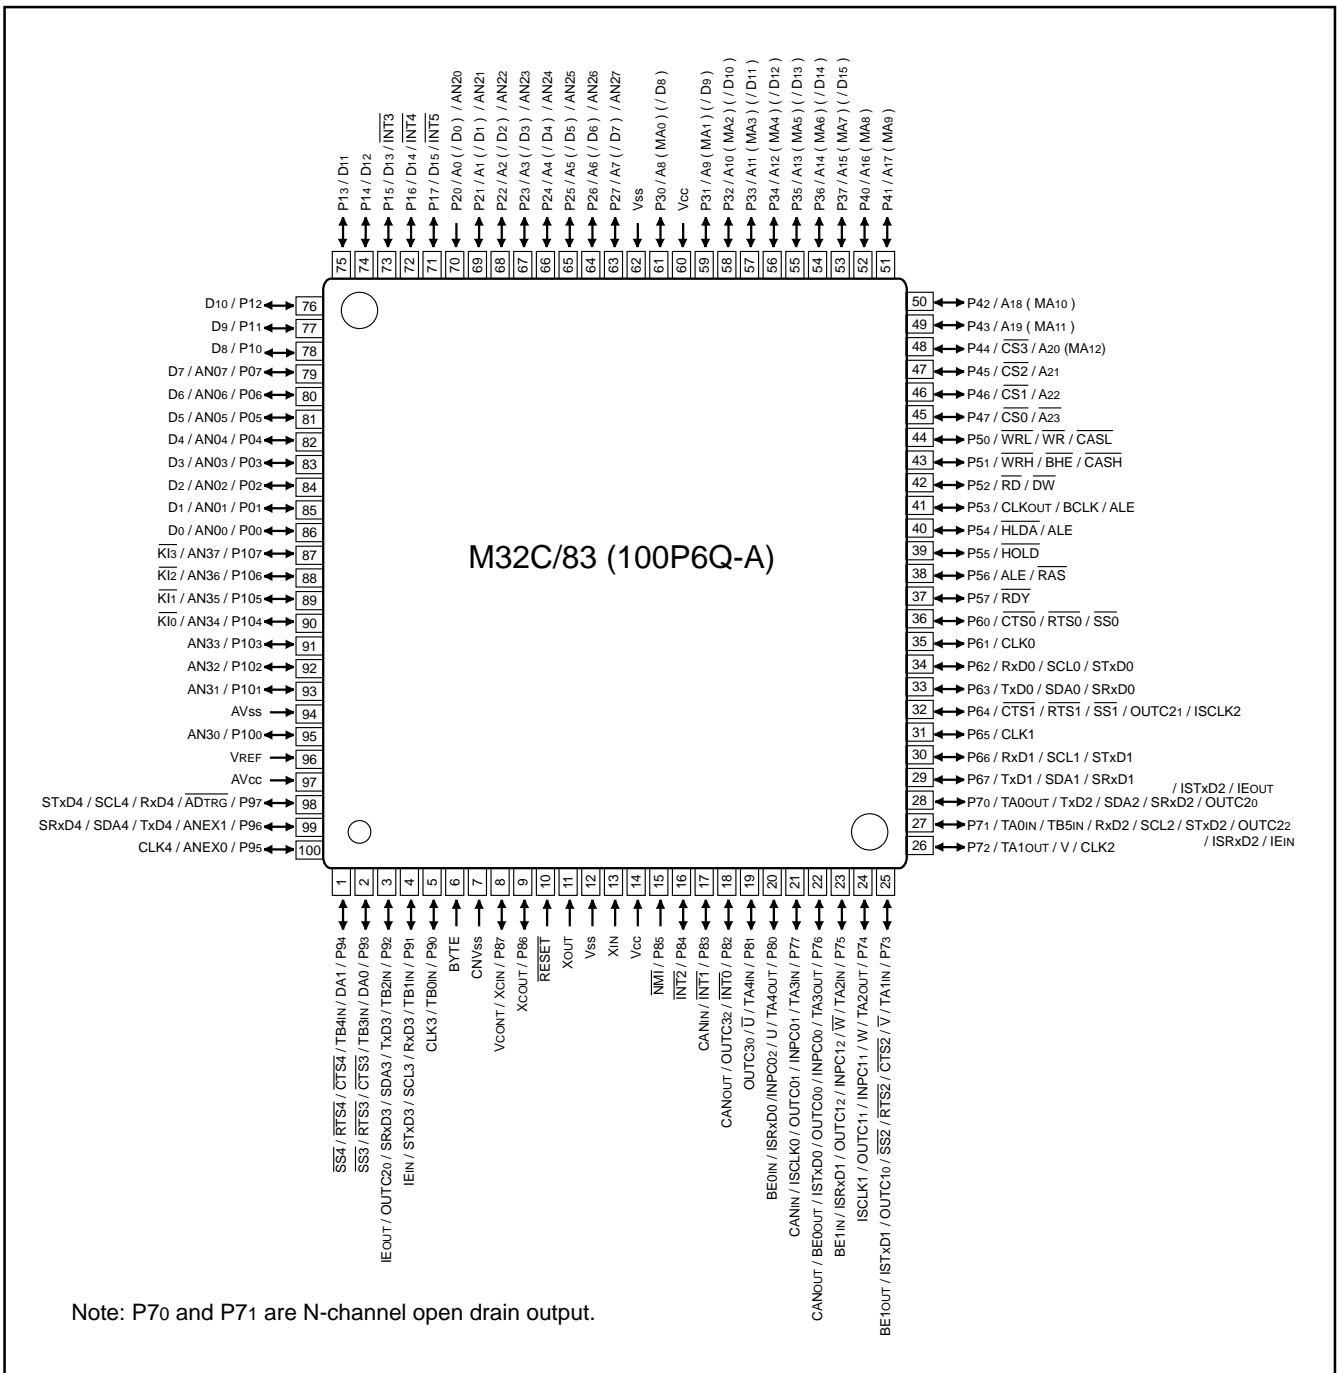 P13 / D11
P14 / D12
P15 / D13 / INT3
P16 / D14 / INT4
P17 / D15 / INT5
P20 / A0 ( / D0 ) / AN20
P21 / A1 ( / D1 ) / AN21
P22 / A2 ( / D2 ) / AN22
P23 / A3 ( / D3 ) / AN23
P24 / A4 ( / D4 ) / AN24
P25 / A5 ( / D5 ) / AN25
P26 / A6 ( / D6 ) / AN26
P27 / A7 ( / D7 ) / AN27
Vss
P30 / A8 ( MA0 ) ( / D8 )
Vcc
P31 / A9 ( MA1 ) ( / D9 )
P32 / A10 ( MA2 ) ( / D10 )
P33 / A11 ( MA3 ) ( / D11 )
P34 / A12 ( MA4 ) ( / D12 )
P35 / A13 ( MA5 ) ( / D13 )
P36 / A14 ( MA6 ) ( / D14 )
P37 / A15 ( MA7 ) ( / D15 )
P40 / A16 ( MA8 )
P41 / A17 ( MA9 )
75 74 73 72 71 70 69 68 67 66 65 64 63 62 61 60 59 58 57 56 55 54 53 52 51
D10 / P12 76
D9 / P11 77
D8 / P10 78
D7 / AN07 / P07 79
D6 / AN06 / P06 80
D5 / AN05 / P05 81
D4 / AN04 / P04 82
D3 / AN03 / P03 83
D2 / AN02 / P02 84
D1 / AN01 / P01 85
D0 / AN00 / P00 86
KI3 / AN37 / P107 87
KI2 / AN36 / P106 88
KI1 / AN35 / P105 89
KI0 / AN34 / P104 90
AN33 / P103 91
AN32 / P102 92
AN31 / P101 93
AVss 94
AN30 / P100 95
VREF 96
AVcc 97
STxD4 / SCL4 / RxD4 / ADTRG / P97 98
SRxD4 / SDA4 / TxD4 / ANEX1 / P96 99
CLK4 / ANEX0 / P95 100
M32C/83 (100P6Q-A)
50 P42 / A18 ( MA10 )
49 P43 / A19 ( MA11 )
48 P44 / CS3 / A20 (MA12)
47 P45 / CS2 / A21
46 P46 / CS1 / A22
45 P47 / CS0 / A23
44 P50 / WRL / WR / CASL
43 P51 / WRH / BHE / CASH
42 P52 / RD / DW
41 P53 / CLKOUT / BCLK / ALE
40 P54 / HLDA / ALE
39 P55 / HOLD
38 P56 / ALE / RAS
37 P57 / RDY
36 P60 / CTS0 / RTS0 / SS0
35 P61 / CLK0
34 P62 / RxD0 / SCL0 / STxD0
33 P63 / TxD0 / SDA0 / SRxD0
32 P64 / CTS1 / RTS1 / SS1 / OUTC21 / ISCLK2
31 P65 / CLK1
30 P66 / RxD1 / SCL1 / STxD1
29 P67 / TxD1 / SDA1 / SRxD1
/ ISTxD2 / IEOUT
28 P70 / TA0OUT / TxD2 / SDA2 / SRxD2 / OUTC20
27 P71 / TA0IN / TB5IN / RxD2 / SCL2 / STxD2 / OUTC22
/ ISRxD2 / IEIN
26 P72 / TA1OUT / V / CLK2
1 2 3 4 5 6 7 8 9 10 11 12 13 14 15 16 17 18 19 20 21 22 23 24 25
SS4 / RTS4 / CTS4 / TB4IN / DA1 / P94
SS3 / RTS3 / CTS3 / TB3IN / DA0 / P93
IEOUT / OUTC20 / SRxD3 / SDA3 / TxD3 / TB2IN / P92
IEIN / STxD3 / SCL3 / RxD3 / TB1IN / P91
CLK3 / TB0IN / P90
BYTE
CNVss
VCONT / XCIN / P87
XCOUT / P86
RESET
XOUT
Vss
XIN
Vcc
NMI / P85
INT2 / P84
CANIN / INT1 / P83
CANOUT / OUTC32 / INT0 / P82
OUTC30 / U / TA4IN / P81
BE0IN / ISRxD0 /INPC02 / U / TA4OUT / P80
CANIN / ISCLK0 / OUTC01 / INPC01 / TA3IN / P77
CANOUT / BE0OUT / ISTxD0 / OUTC00 / INPC00 / TA3OUT / P76
BE1IN / ISRxD1 / OUTC12 / INPC12 / W / TA2IN / P75
ISCLK1 / OUTC11 / INPC11 / W / TA2OUT / P74
BE1OUT / ISTxD1 / OUTC10 / SS2 / RTS2 / CTS2 / V / TA1IN / P73
Note: P70 and P71 are N-channel open drain output.